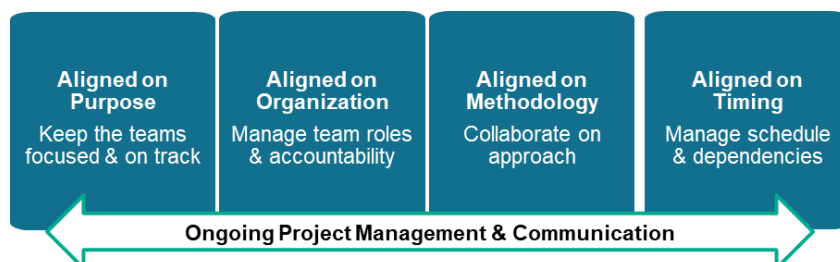 Aligned on
Purpose
Keep the teams
focused & on track
Aligned on
Organization
Manage team roles
& accountability
Aligned on
Methodology
Collaborate on
approach
Aligned on
Timing
Manage schedule
& dependencies
Ongoing Project Management & Communication